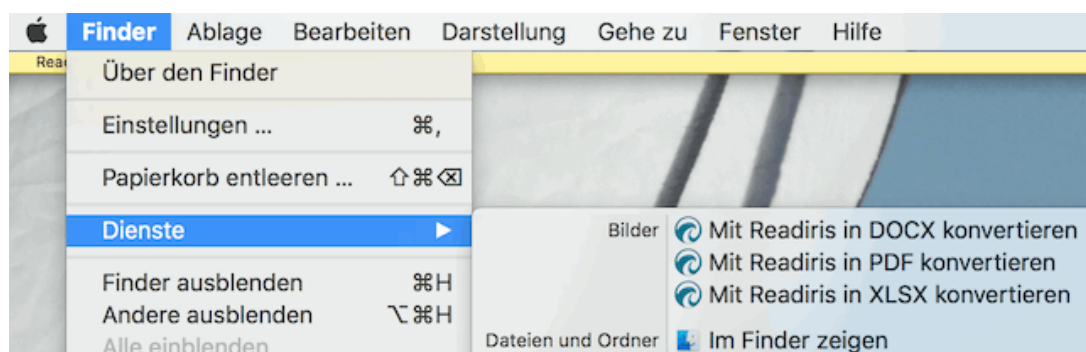 Finder Ablage Bearbeiten Darstellung Gehe zu Fenster Hilfe
Über den Finder
Einstellungen ... ⌘,
Papierkorb entleeren ... ⇧⌘⌫
Dienste ▶
Bilder Mit Readiris in DOCX konvertieren
Mit Readiris in PDF konvertieren
Mit Readiris in XLSX konvertieren
Finder ausblenden ⌘H
Andere ausblenden ⌥⌘H
Dateien und Ordner Im Finder zeigen
Alle einblenden